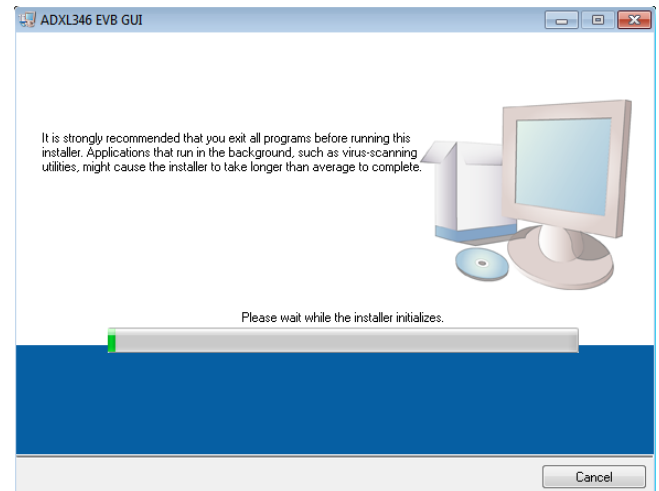 ADXL346 EVB GUI
It is strongly recommended that you exit all programs before running this
installer. Applications that run in the background, such as virus-scanning
utilities, might cause the installer to take longer than average to complete.
Please wait while the installer initializes.
Cancel